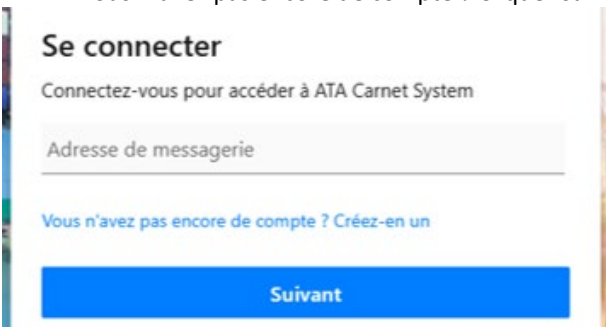 Se connecter
Connectez-vous pour accéder à ATA Carnet System
Adresse de messagerie
Vous n'avez pas encore de compte ? Créez-en un
Suivant